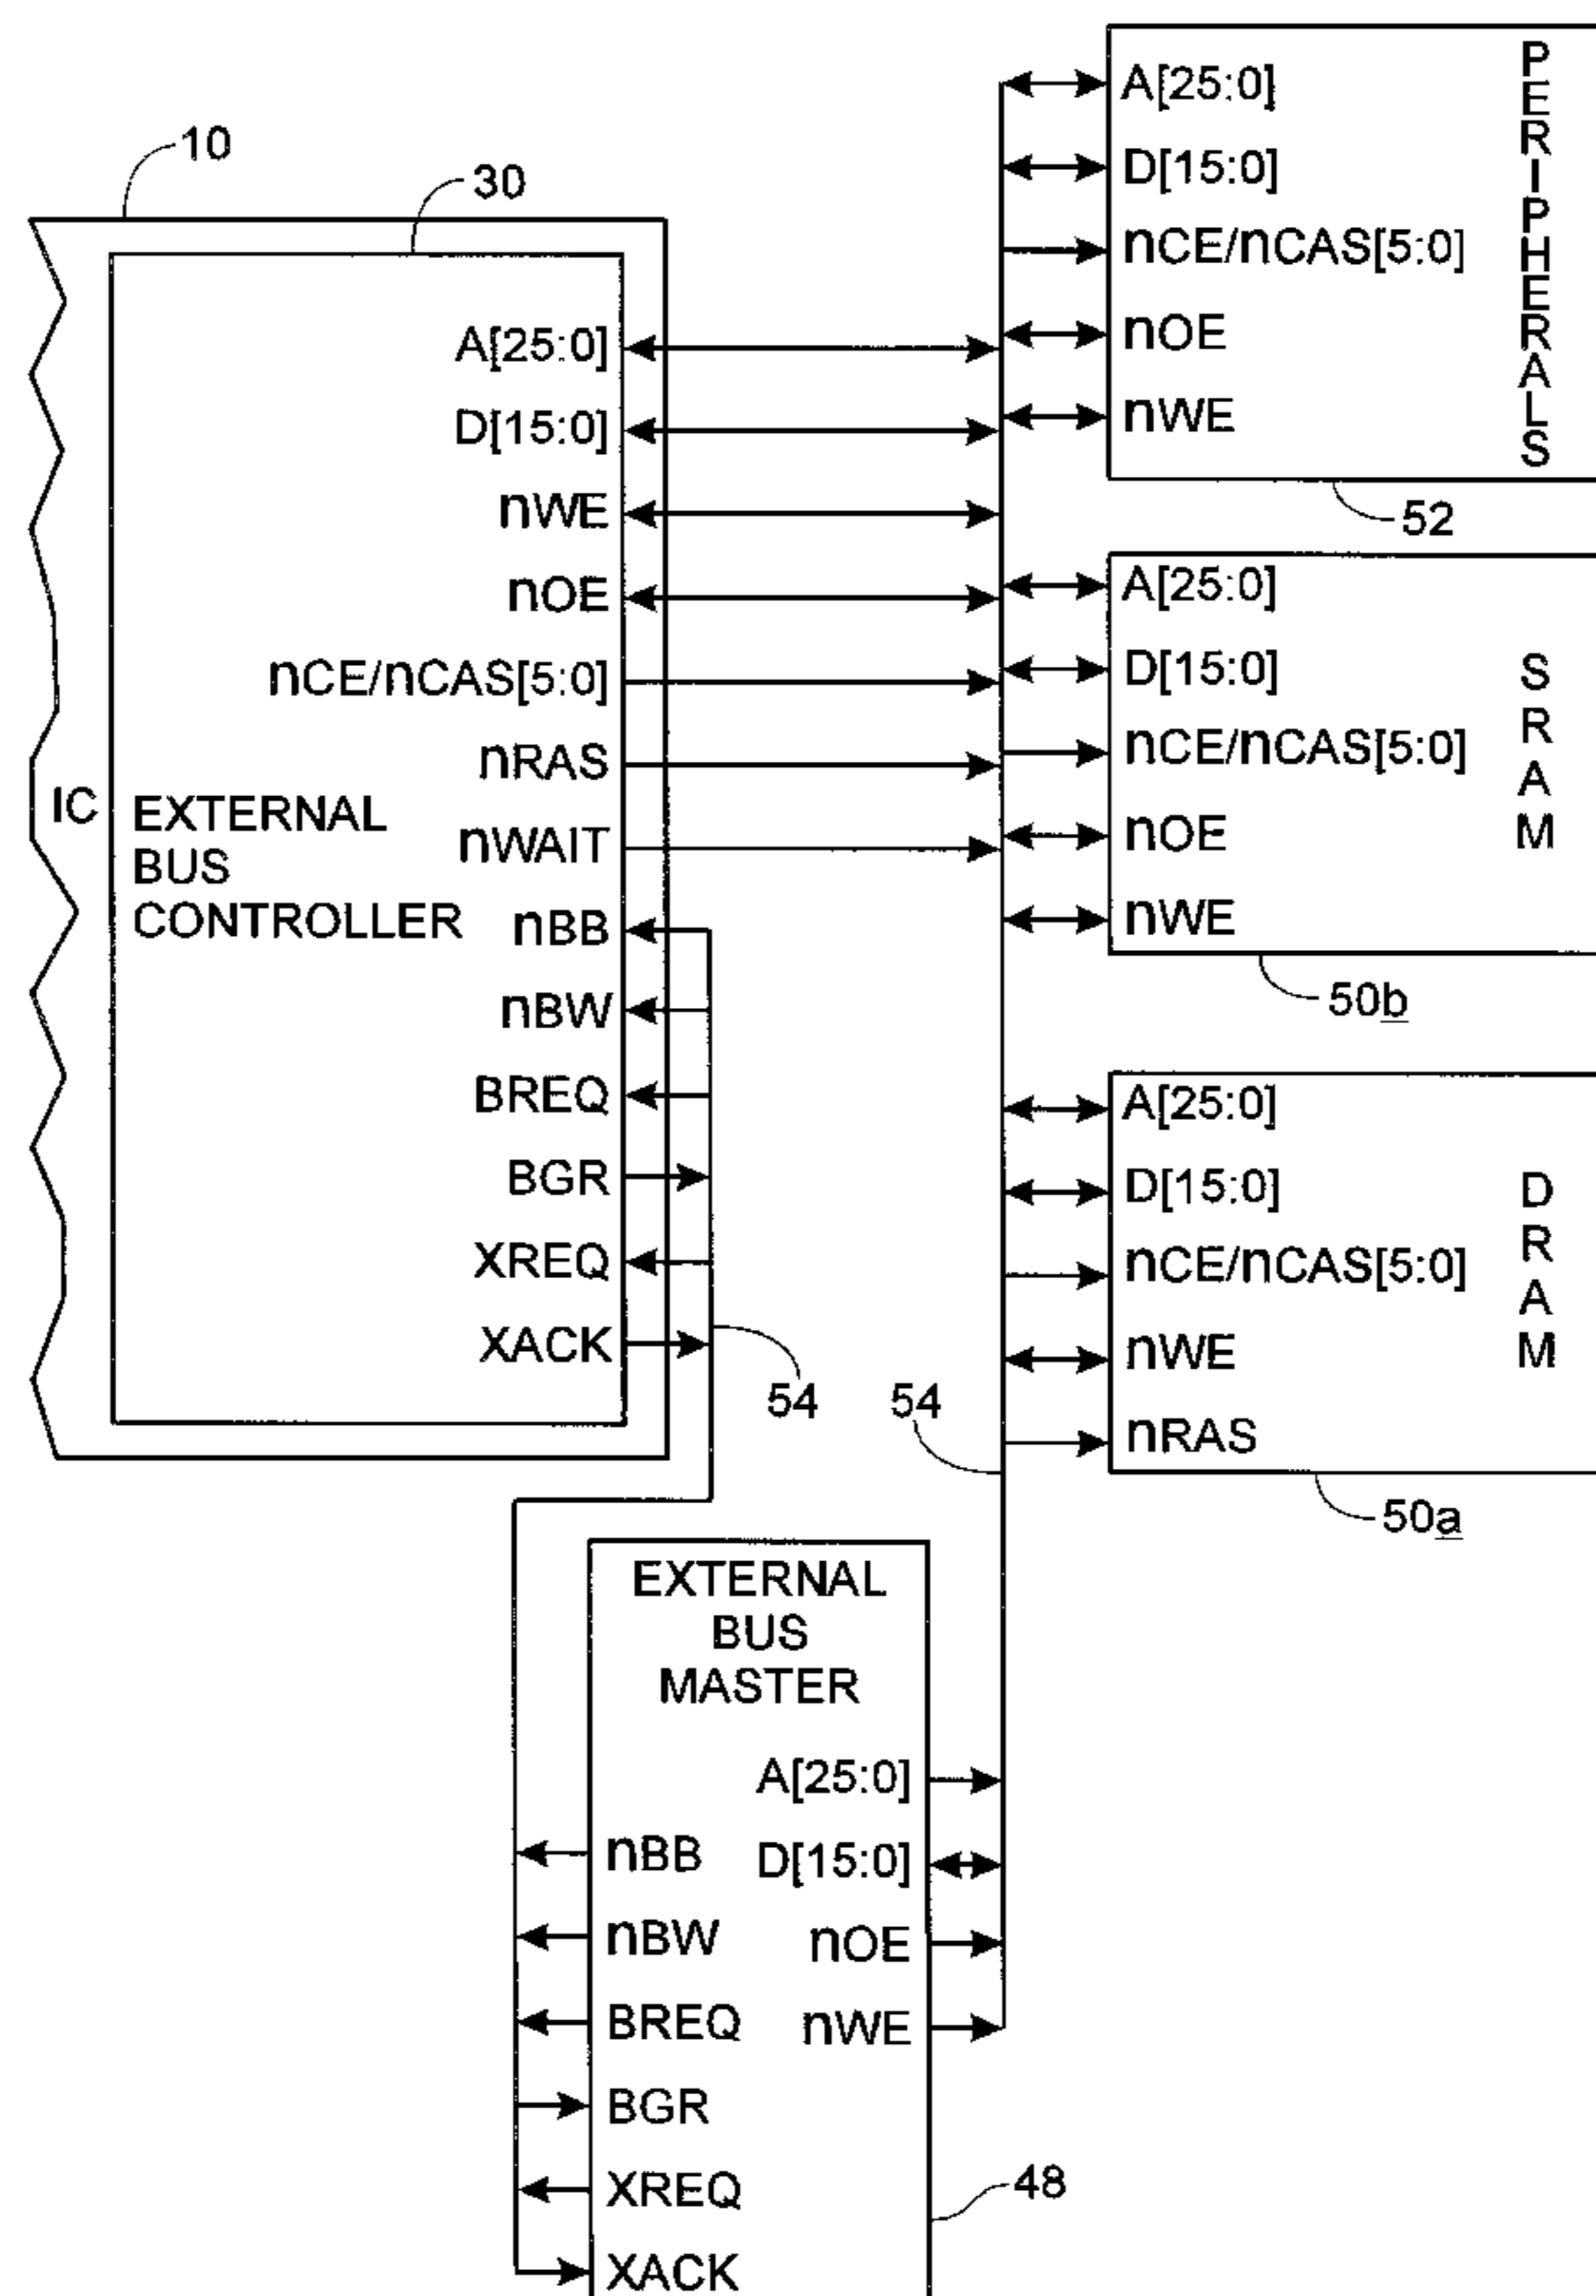 10
30
IC
EXTERNAL
BUS
CONTROLLER
A[25:0]
D[15:0]
nWE
nOE
nCE/nCAS[5:0]
nRAS
nWAIT
nBB
nBW
BREQ
BGR
XREQ
XACK
54
54
A[25:0]
D[15:0]
nCE/nCAS[5:0]
nOE
nWE
PERIPHERALS
52
A[25:0]
D[15:0]
nCE/nCAS[5:0]
nOE
nWE
SRAM
50b
A[25:0]
D[15:0]
nCE/nCAS[5:0]
nWE
nRAS
DRAM
50a
EXTERNAL
BUS
MASTER
A[25:0]
D[15:0]
nOE
nWE
nBB
nBW
BREQ
BGR
XREQ
XACK
48